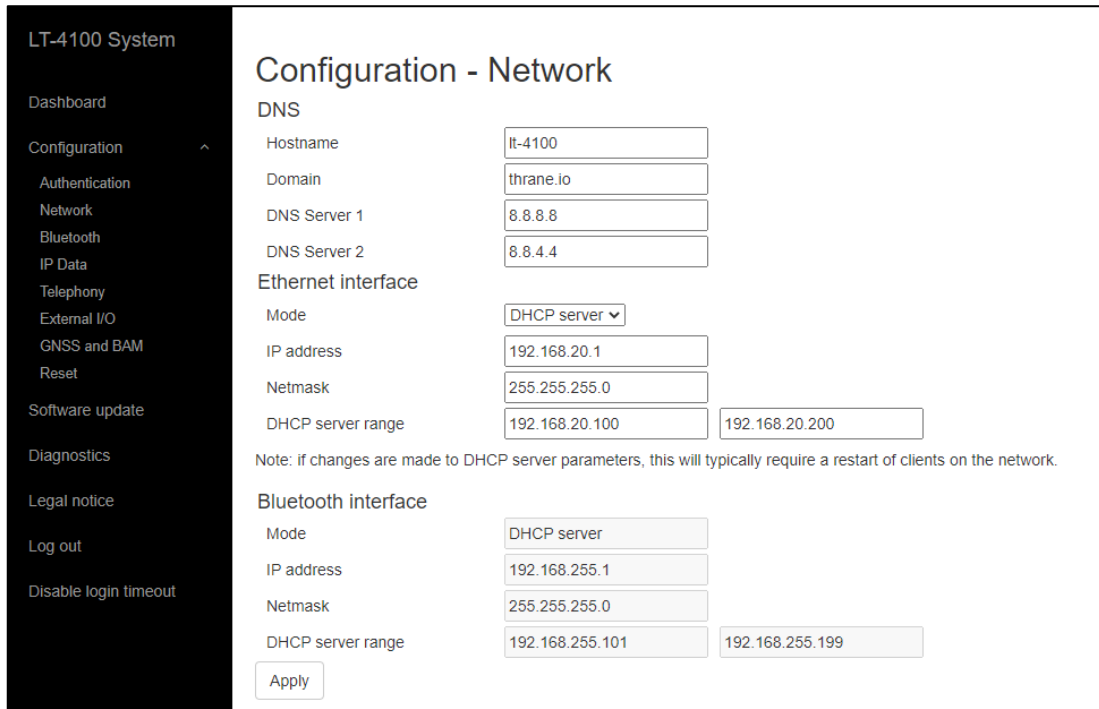 LT-4100 System
Dashboard
Configuration
Authentication
Network
Bluetooth
IP Data
Telephony
External I/O
GNSS and BAM
Reset
Software update
Diagnostics
Legal notice
Log out
Disable login timeout
Configuration - Network
DNS
Hostname lt-4100
Domain thrane.io
DNS Server 1 8.8.8.8
DNS Server 2 8.8.4.4
Ethernet interface
Mode DHCP server
IP address 192.168.20.1
Netmask 255.255.255.0
DHCP server range 192.168.20.100 192.168.20.200
Note: if changes are made to DHCP server parameters, this will typically require a restart of clients on the network.
Bluetooth interface
Mode DHCP server
IP address 192.168.255.1
Netmask 255.255.255.0
DHCP server range 192.168.255.101 192.168.255.199
Apply